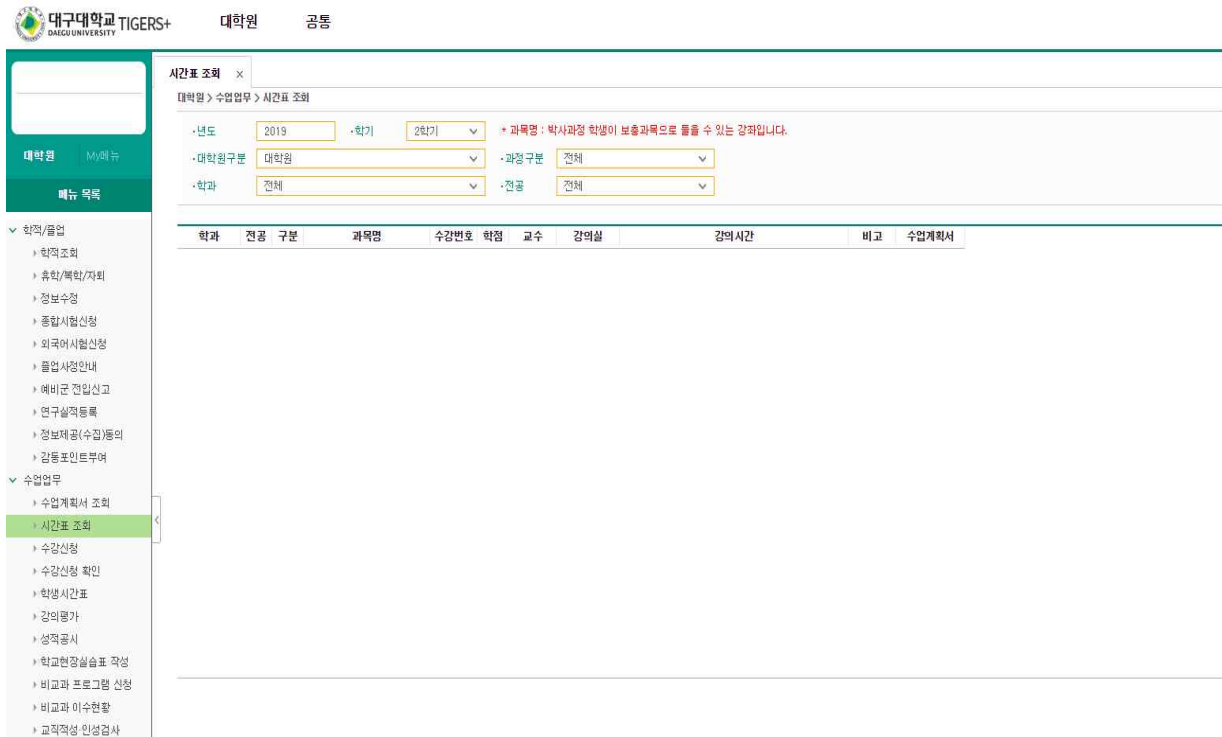 대구대학교 TIGERS+ 대학원 공통
DAEGU UNIVERSITY
시간표 조회 x
대학원 > 수업업무 > 시간표 조회
·년도 2019 ·학기 2학기 * 과목명 : 박사과정 학생이 보충과목으로 들을 수 있는 강좌입니다.
·대학원구분 대학원 ·과정구분 전체
·학과 전체 ·전공 전체
학과 전공 구분 과목명 수강번호 학점 교수 강의실 강의시간 비고 수업계획서
대학원 My메뉴
메뉴 목록
학적/졸업
학적조회
휴학/복학/자퇴
정보수정
종합시험신청
외국어시험신청
졸업사정안내
예비군 전입신고
연구실적등록
정보제공(수집)동의
감동포인트부여
수업업무
수업계획서 조회
시간표 조회
수강신청
수강신청 확인
학생시간표
강의평가
성적공시
학교현장실습표 작성
비교과 프로그램 신청
비교과 이수현황
교직적성·인성검사